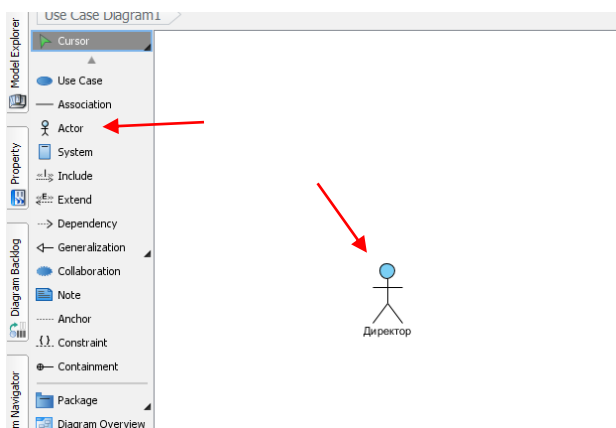 Use Case Diagram1
Model Explorer
Property
Diagram Backlog
Navigator
Cursor
Use Case
Association
Actor
System
Include
Extend
Dependency
Generalization
Collaboration
Note
Anchor
Constraint
Containment
Package
Diagram Overview
Директор